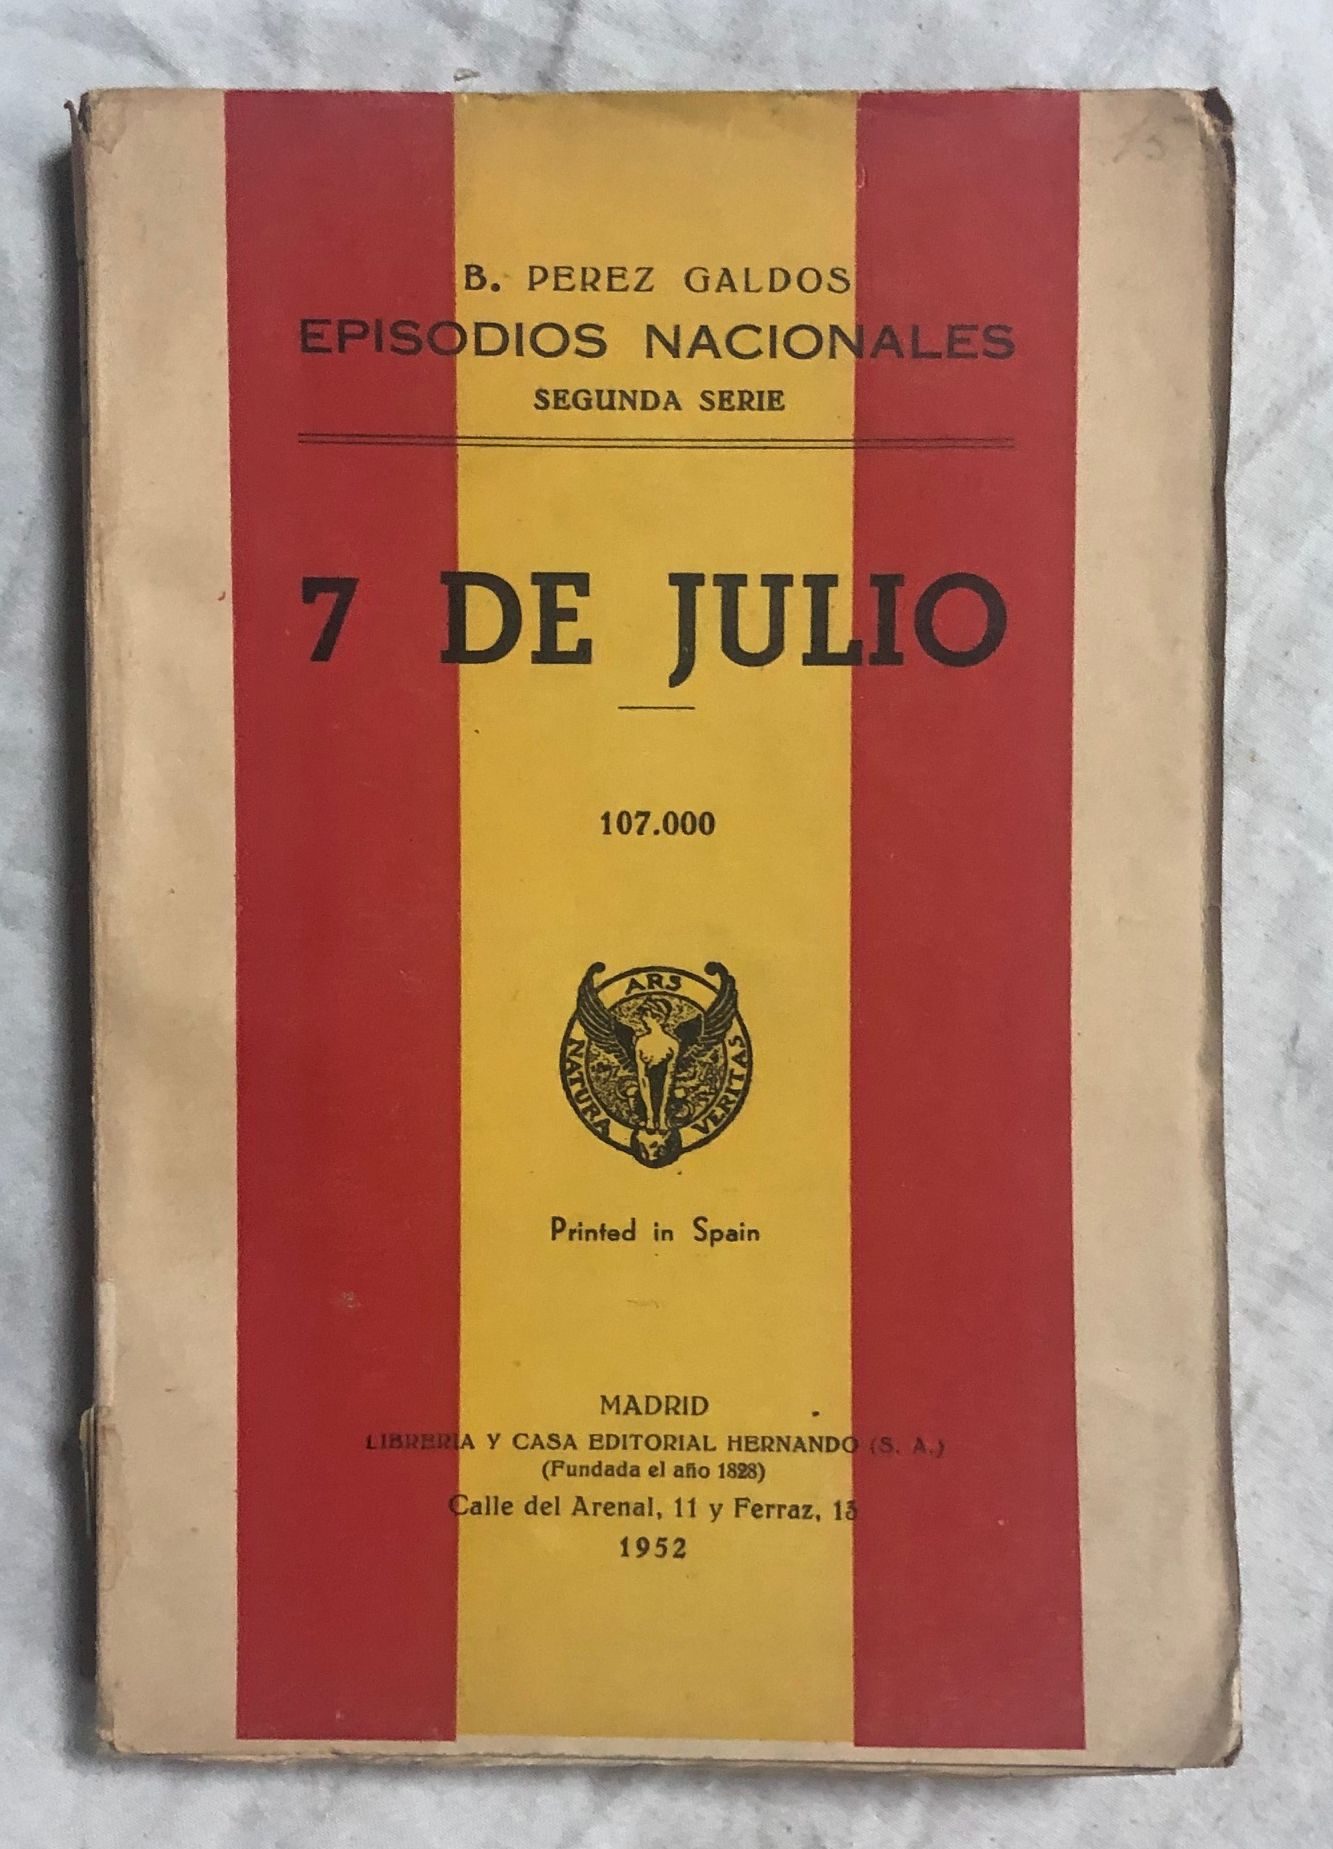 B. PEREZ GALDOS
EPISODIOS NACIONALES
SEGUNDA SERIE
7 DE JULIO
107.000
ARS
NATURA
VERITAS
Printed in Spain
MADRID
LIBRERIA Y CASA EDITORIAL HERNANDO (S. A.)
(Fundada el año 1828)
Calle del Arenal, 11 y Ferraz, 13
1952